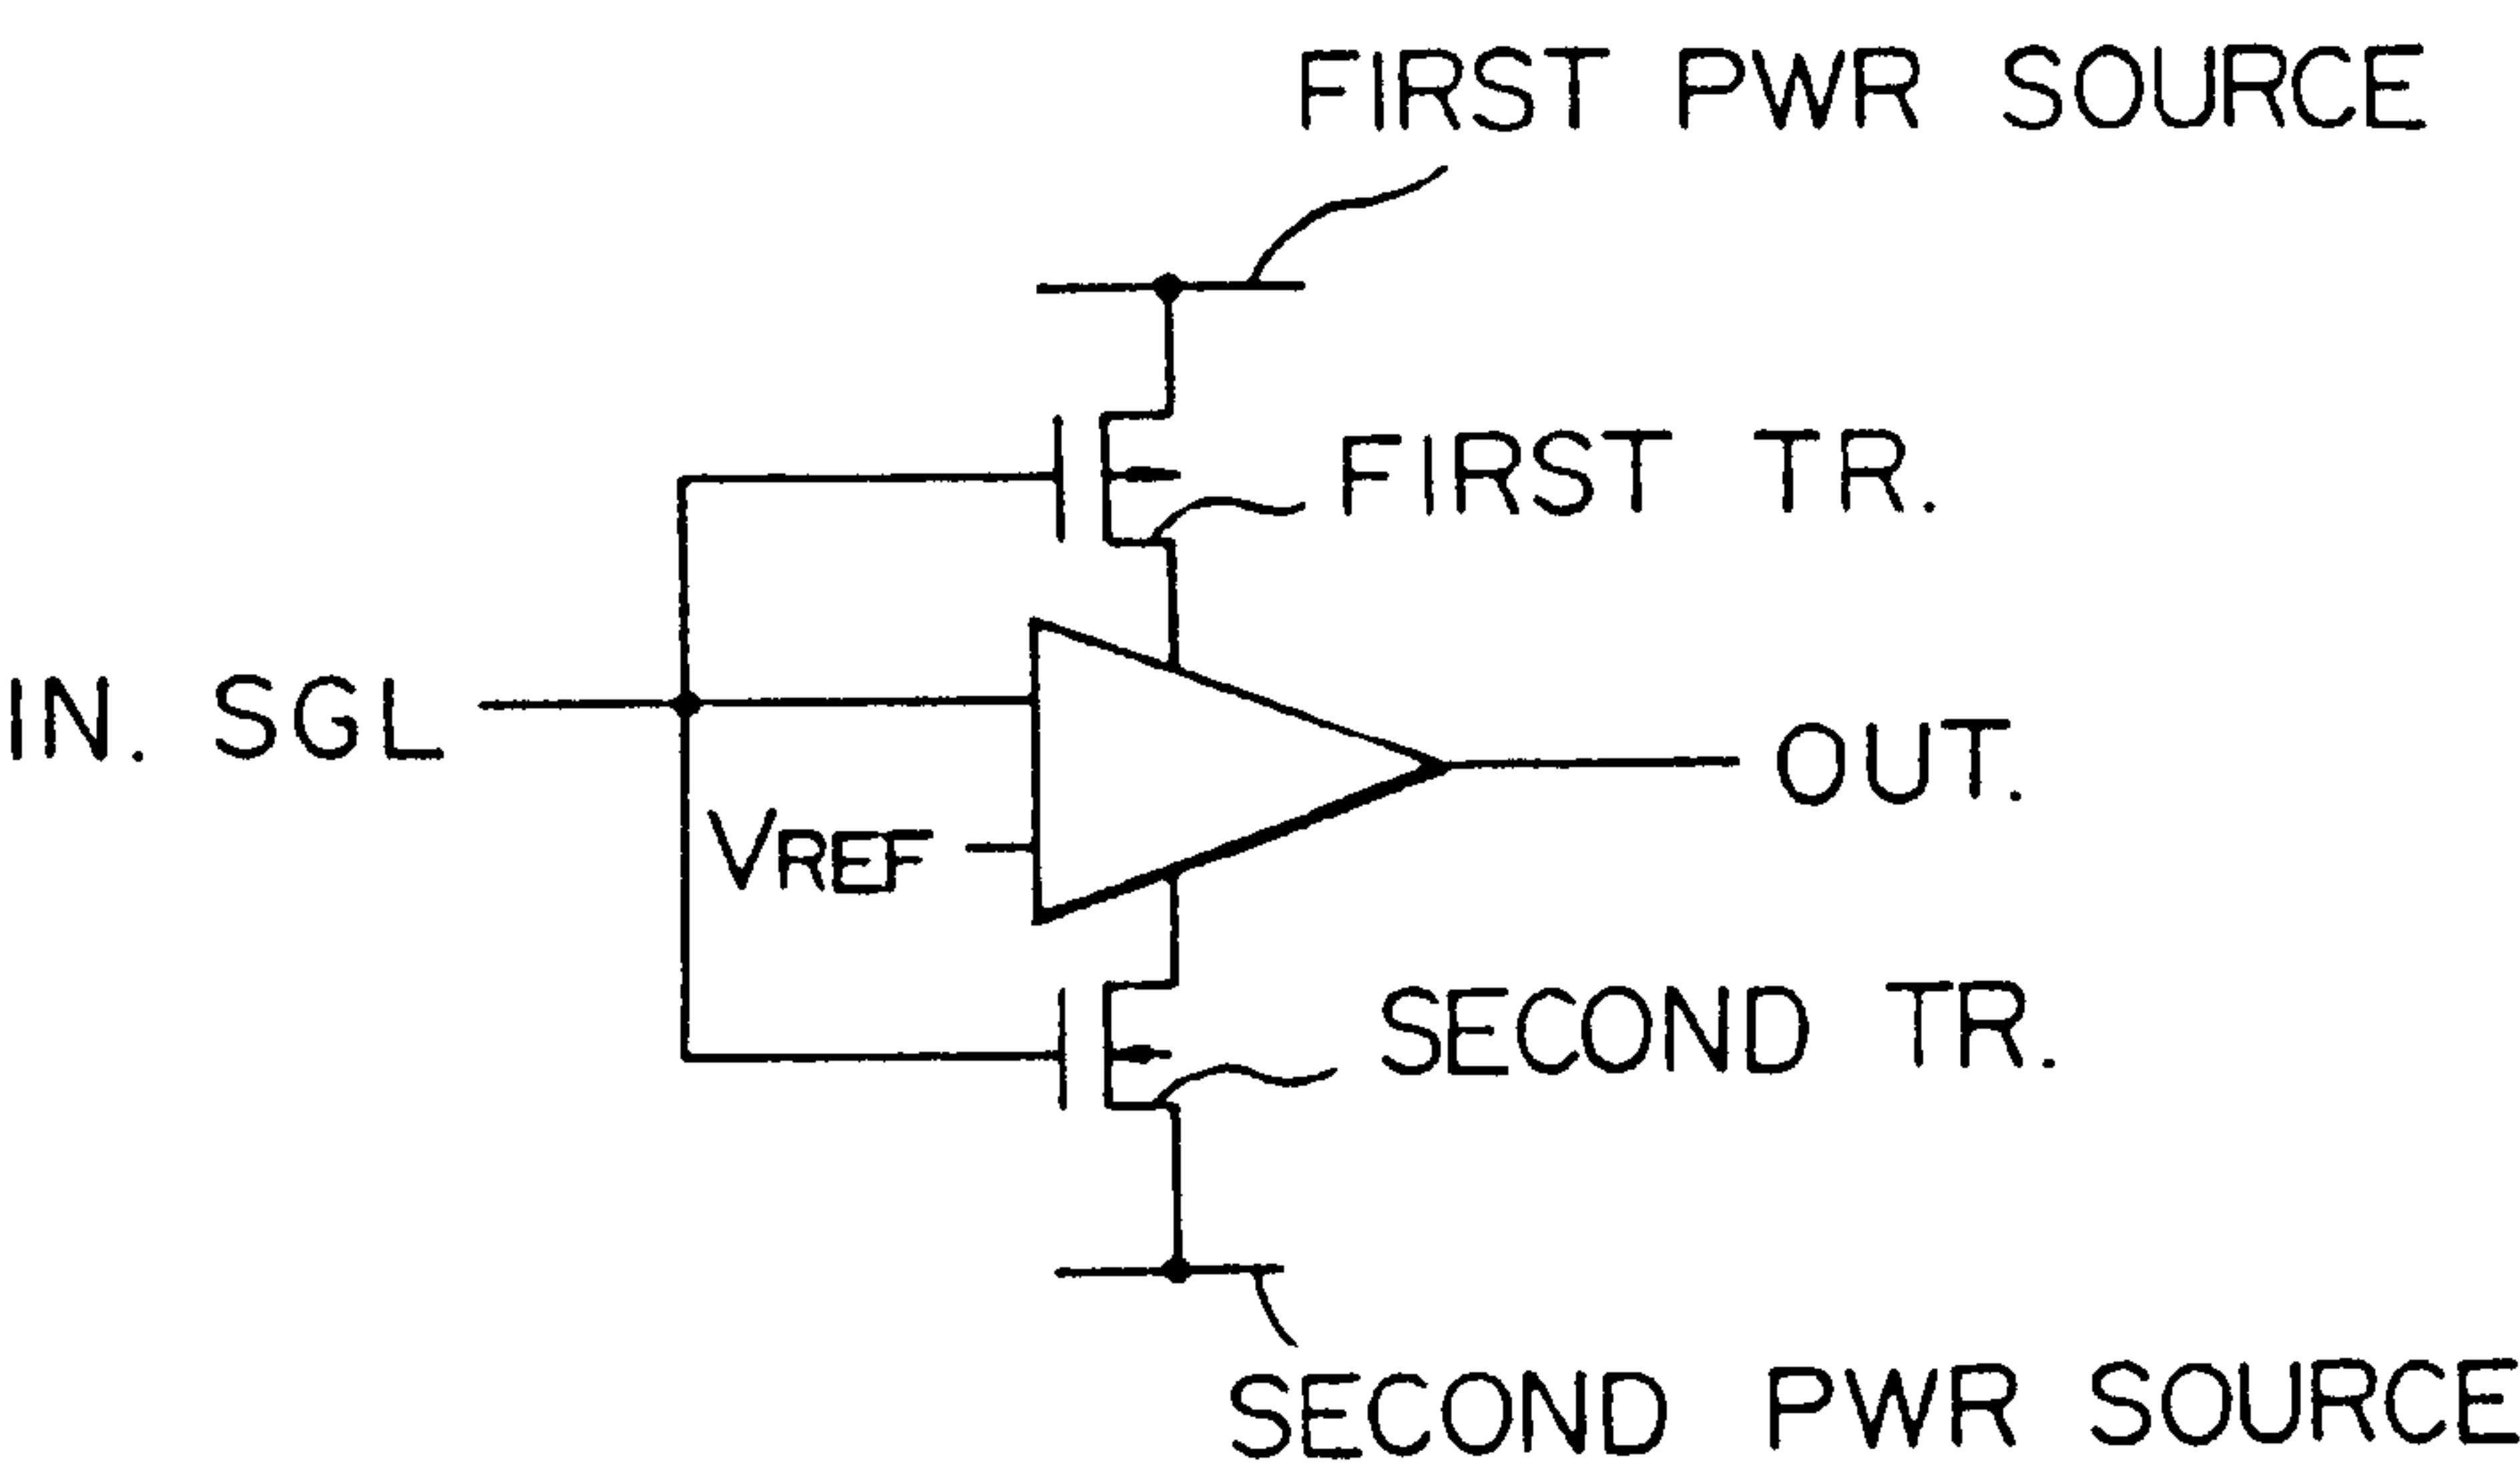 FIRST PWR SOURCE
FIRST TR.
IN. SGL
OUT.
VREF
SECOND TR.
SECOND PWR SOURCE